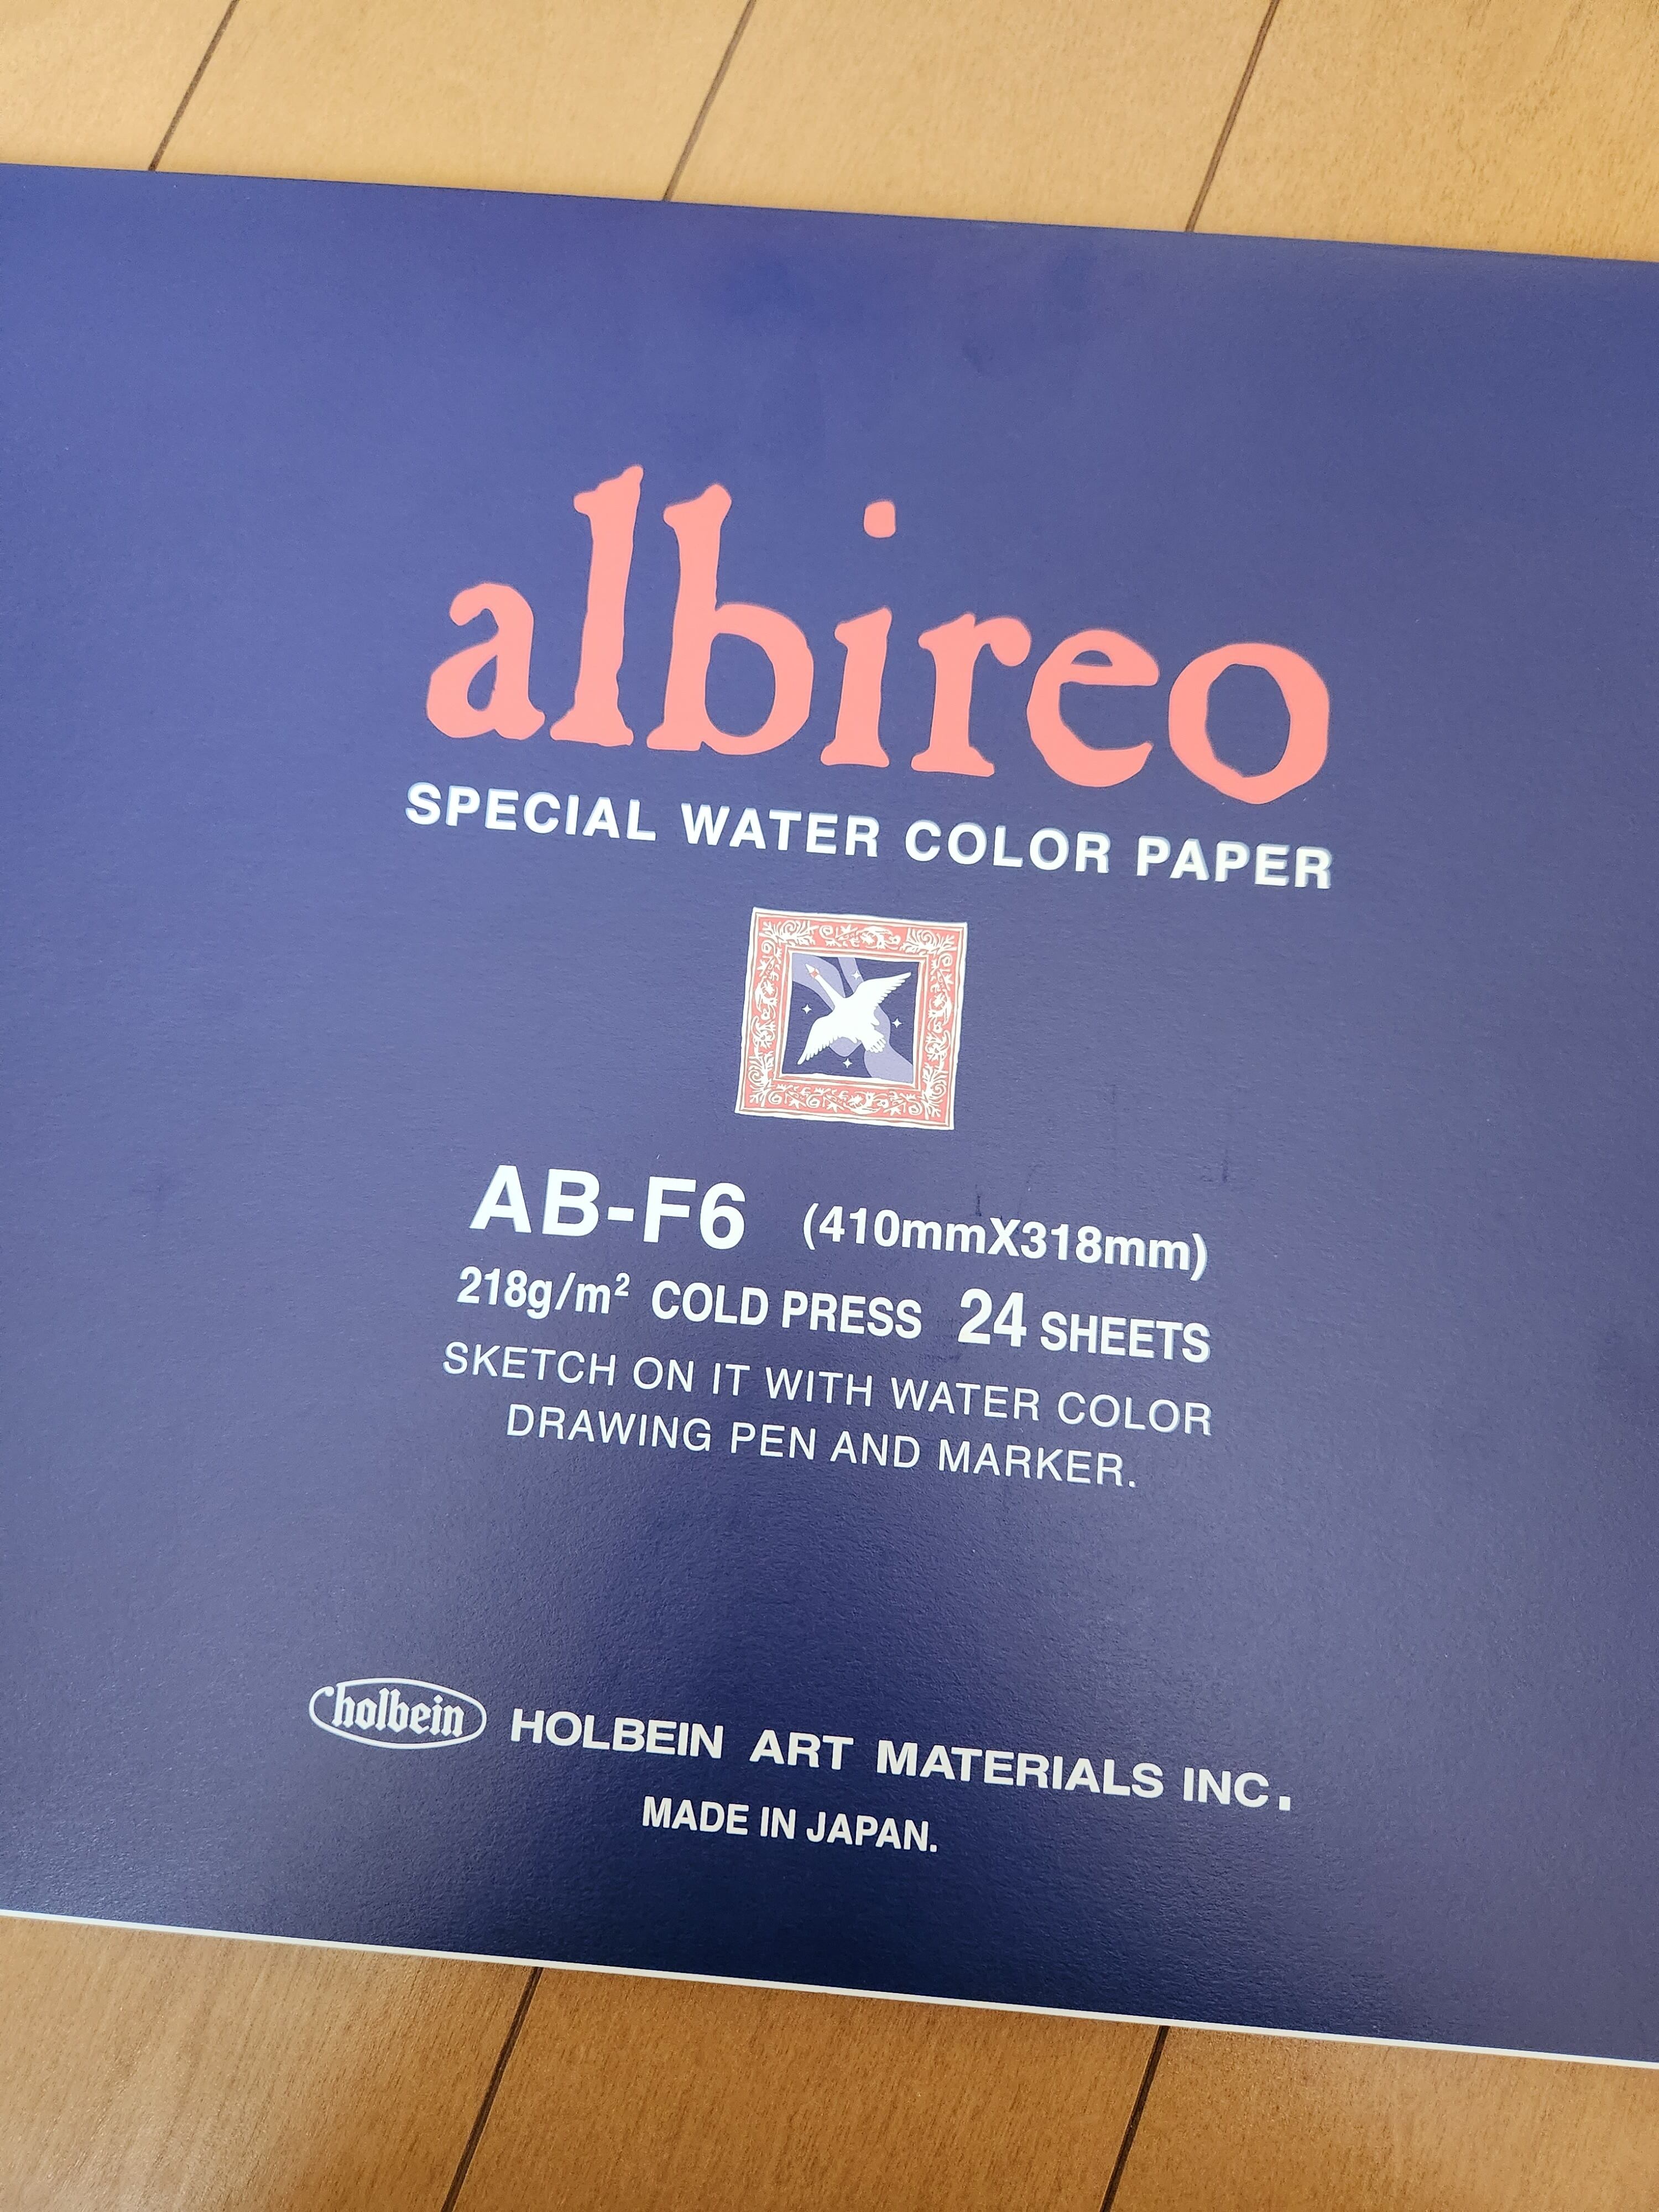 albireo
SPECIAL WATER COLOR PAPER
AB-F6 (410mmX318mm)
218g/m² COLD PRESS 24 SHEETS
SKETCH ON IT WITH WATER COLOR
DRAWING PEN AND MARKER.
holbein HOLBEIN ART MATERIALS INC.
MADE IN JAPAN.